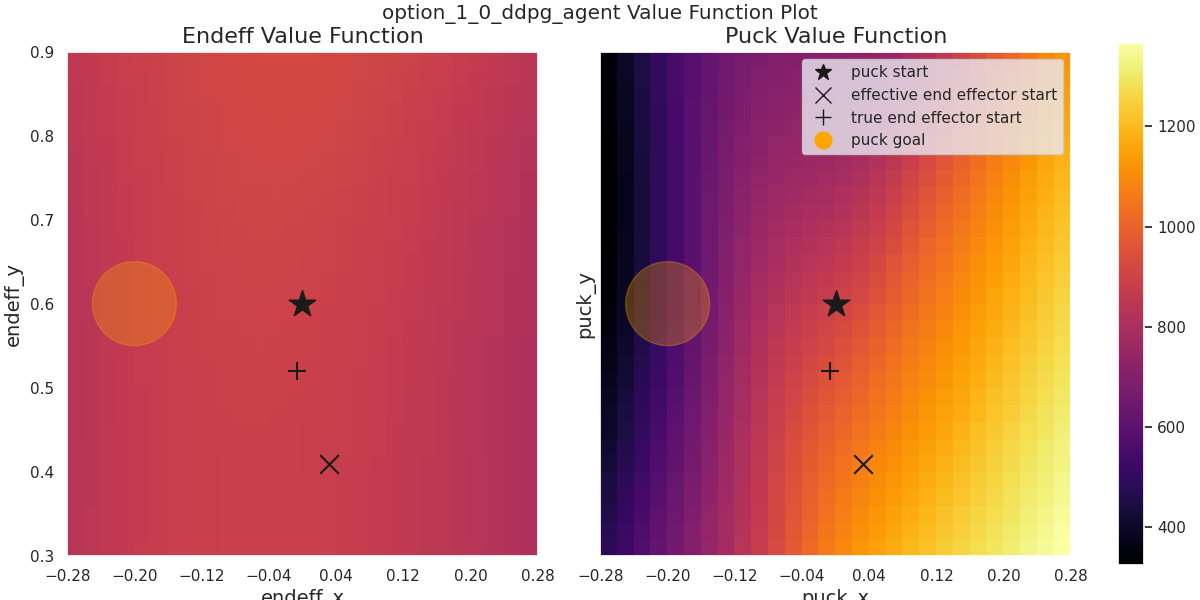 option_1_0_ddpg_agent Value Function Plot
Endeff Value Function
Puck Value Function
0.9
0.8
0.7
0.6
0.5
0.4
0.3
endeff_y
−0.28 −0.20 −0.12 −0.04 0.04 0.12 0.20 0.28
endeff_x
puck start
effective end effector start
true end effector start
puck goal
puck_y
−0.28 −0.20 −0.12 −0.04 0.04 0.12 0.20 0.28
puck_x
1200
1000
800
600
400